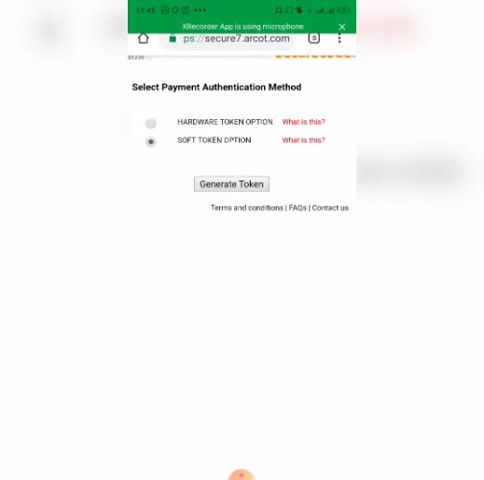 11:45
XRecorder App is using microphone
ps://secure7.arcot.com
Select Payment Authentication Method
HARDWARE TOKEN OPTION What is this?
SOFT TOKEN OPTION What is this?
Generate Token
Terms and conditions | FAQs | Contact us